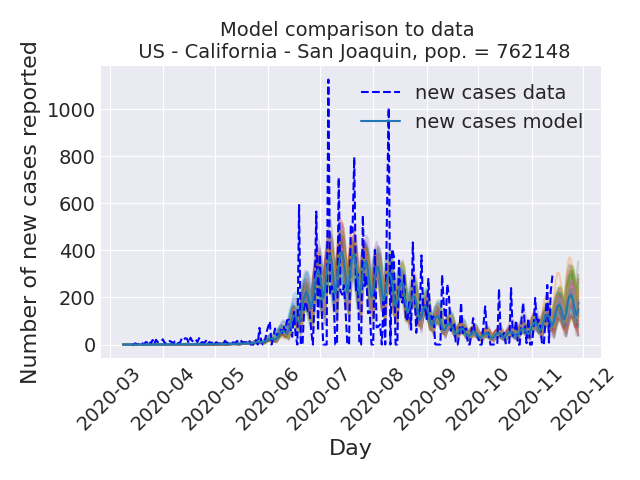 Model comparison to data
US - California - San Joaquin, pop. = 762148
Number of new cases reported
1000
800
600
400
200
0
new cases data
new cases model
2020-03
2020-04
2020-05
2020-06
2020-07
2020-08
2020-09
2020-10
2020-11
2020-12
Day